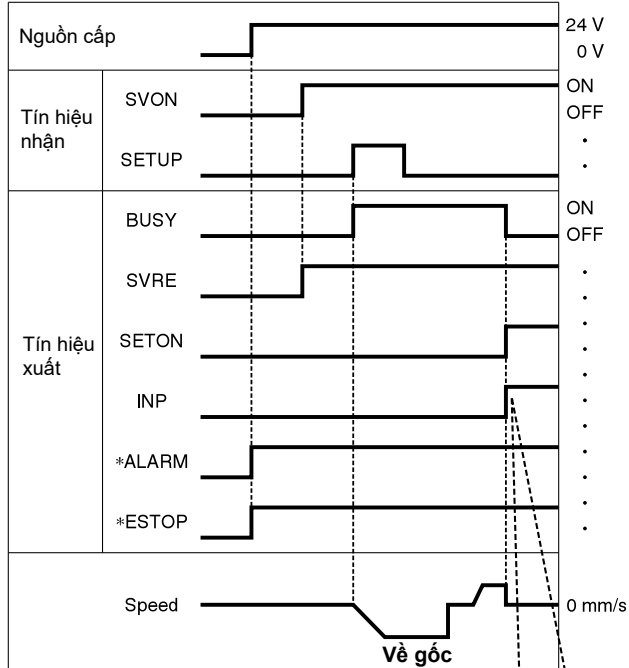 Nguồn cấp
24 V
0 V
Tín hiệu
nhận
SVON
ON
OFF
SETUP
Tín hiệu
xuất
BUSY
ON
OFF
SVRE
SETON
INP
*ALARM
*ESTOP
Speed
0 mm/s
Về gốc